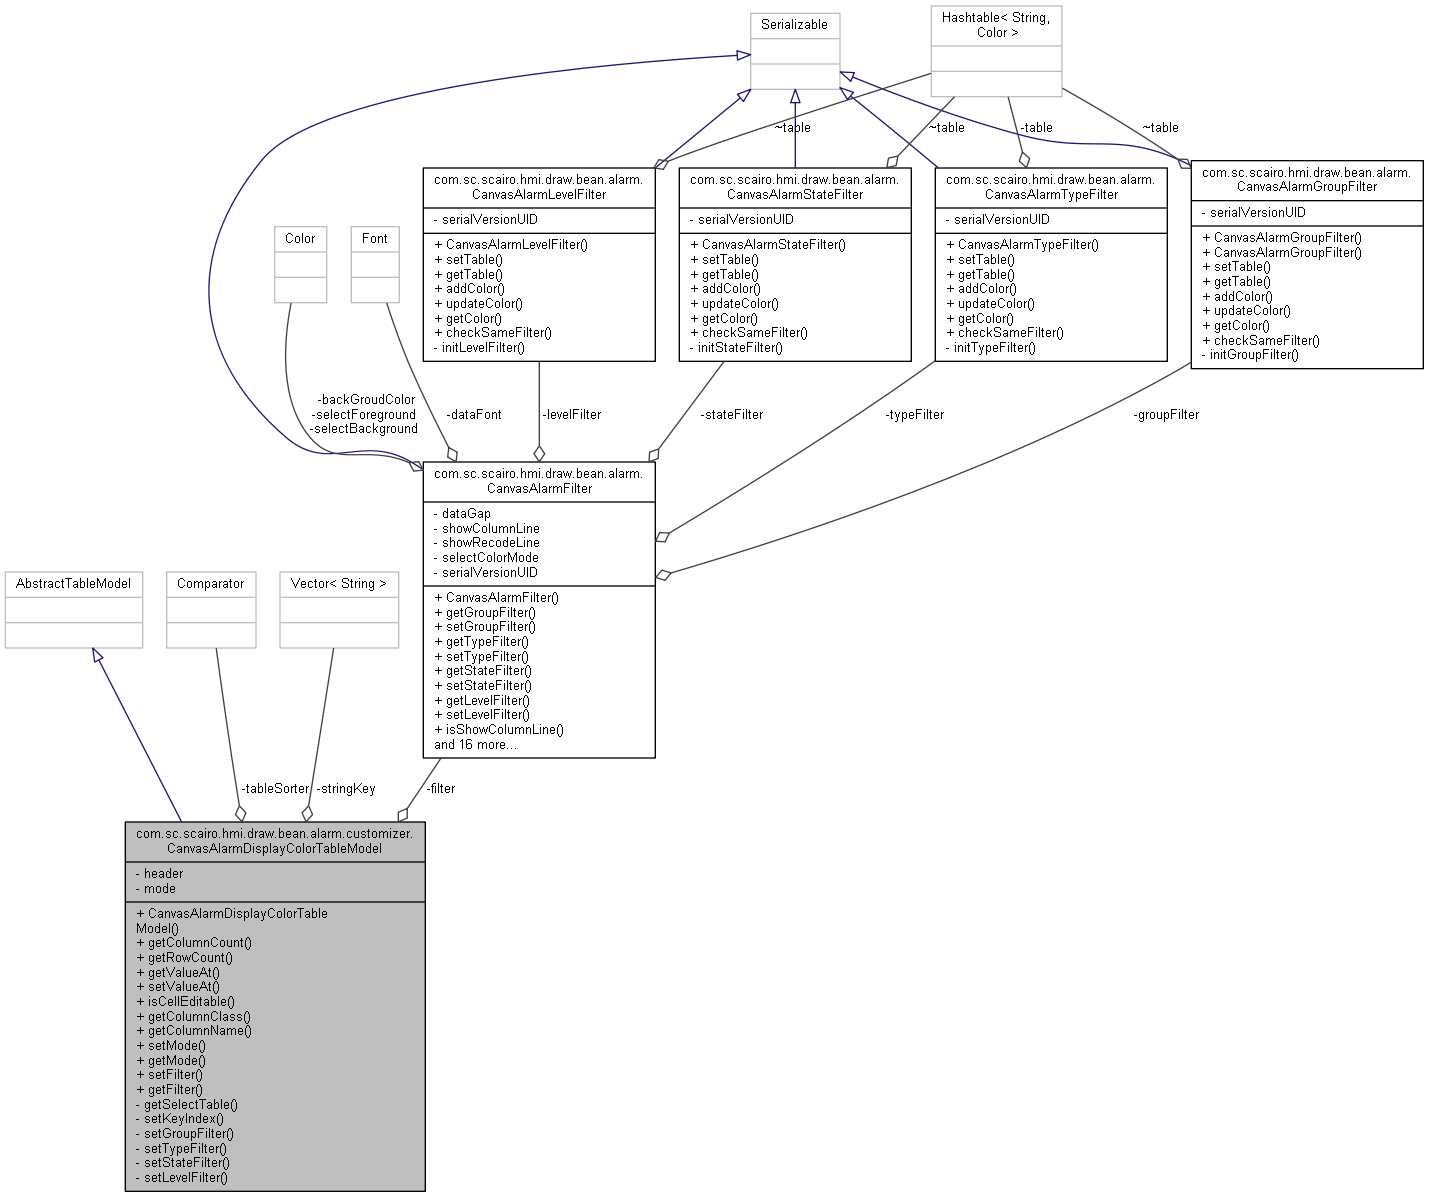 Serializable
Hashtable< String,
Color >
~table
~table
-table
~table
com.sc.scairo.hmi.draw.bean.alarm.
CanvasAlarmLevelFilter
- serialVersionUID
+ CanvasAlarmLevelFilter()
+ setTable()
+ getTable()
+ addColor()
+ updateColor()
+ getColor()
+ checkSameFilter()
- initLevelFilter()
com.sc.scairo.hmi.draw.bean.alarm.
CanvasAlarmStateFilter
- serialVersionUID
+ CanvasAlarmStateFilter()
+ setTable()
+ getTable()
+ addColor()
+ updateColor()
+ getColor()
+ checkSameFilter()
- initStateFilter()
com.sc.scairo.hmi.draw.bean.alarm.
CanvasAlarmTypeFilter
- serialVersionUID
+ CanvasAlarmTypeFilter()
+ setTable()
+ getTable()
+ addColor()
+ updateColor()
+ getColor()
+ checkSameFilter()
- initTypeFilter()
com.sc.scairo.hmi.draw.bean.alarm.
CanvasAlarmGroupFilter
- serialVersionUID
+ CanvasAlarmGroupFilter()
+ CanvasAlarmGroupFilter()
+ setTable()
+ getTable()
+ addColor()
+ updateColor()
+ getColor()
+ checkSameFilter()
- initGroupFilter()
Color
Font
-backGroudColor
-selectForeground
-selectBackground
-dataFont
-levelFilter
-stateFilter
-typeFilter
-groupFilter
com.sc.scairo.hmi.draw.bean.alarm.
CanvasAlarmFilter
- dataGap
- showColumnLine
- showRecodeLine
- selectColorMode
- serialVersionUID
+ CanvasAlarmFilter()
+ getGroupFilter()
+ setGroupFilter()
+ getTypeFilter()
+ setTypeFilter()
+ getStateFilter()
+ setStateFilter()
+ getLevelFilter()
+ setLevelFilter()
+ isShowColumnLine()
and 16 more...
AbstractTableModel
Comparator
Vector< String >
-tableSorter
-stringKey
-filter
com.sc.scairo.hmi.draw.bean.alarm.customizer.
CanvasAlarmDisplayColorTableModel
- header
- mode
+ CanvasAlarmDisplayColorTable
Model()
+ getColumnCount()
+ getRowCount()
+ getValueAt()
+ setValueAt()
+ isCellEditable()
+ getColumnClass()
+ getColumnName()
+ setMode()
+ getMode()
+ setFilter()
+ getFilter()
- getSelectTable()
- setKeyIndex()
- setGroupFilter()
- setTypeFilter()
- setStateFilter()
- setLevelFilter()